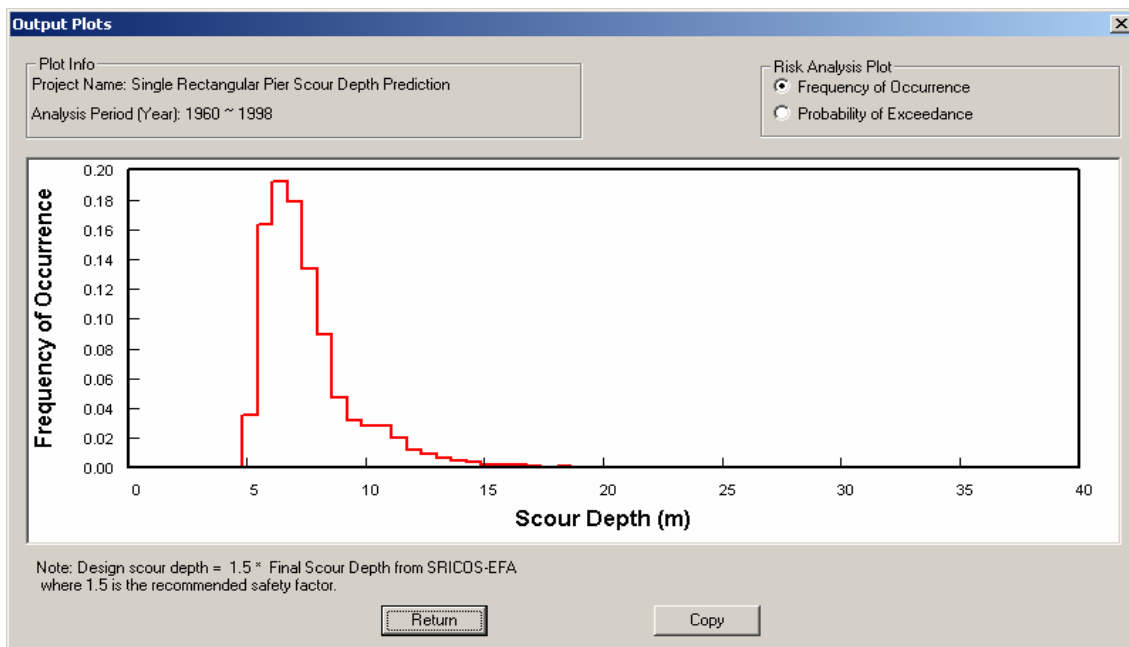 Output Plots
Plot Info
Project Name: Single Rectangular Pier Scour Depth Prediction
Analysis Period (Year): 1960 ~ 1998
Risk Analysis Plot
Frequency of Occurrence
Probability of Exceedance
Frequency of Occurrence
0.20
0.18
0.16
0.14
0.12
0.10
0.08
0.06
0.04
0.02
0.00
0 5 10 15 20 25 30 35 40
Scour Depth (m)
Note: Design scour depth = 1.5 * Final Scour Depth from SRICOS-EFA
where 1.5 is the recommended safety factor.
Return Copy